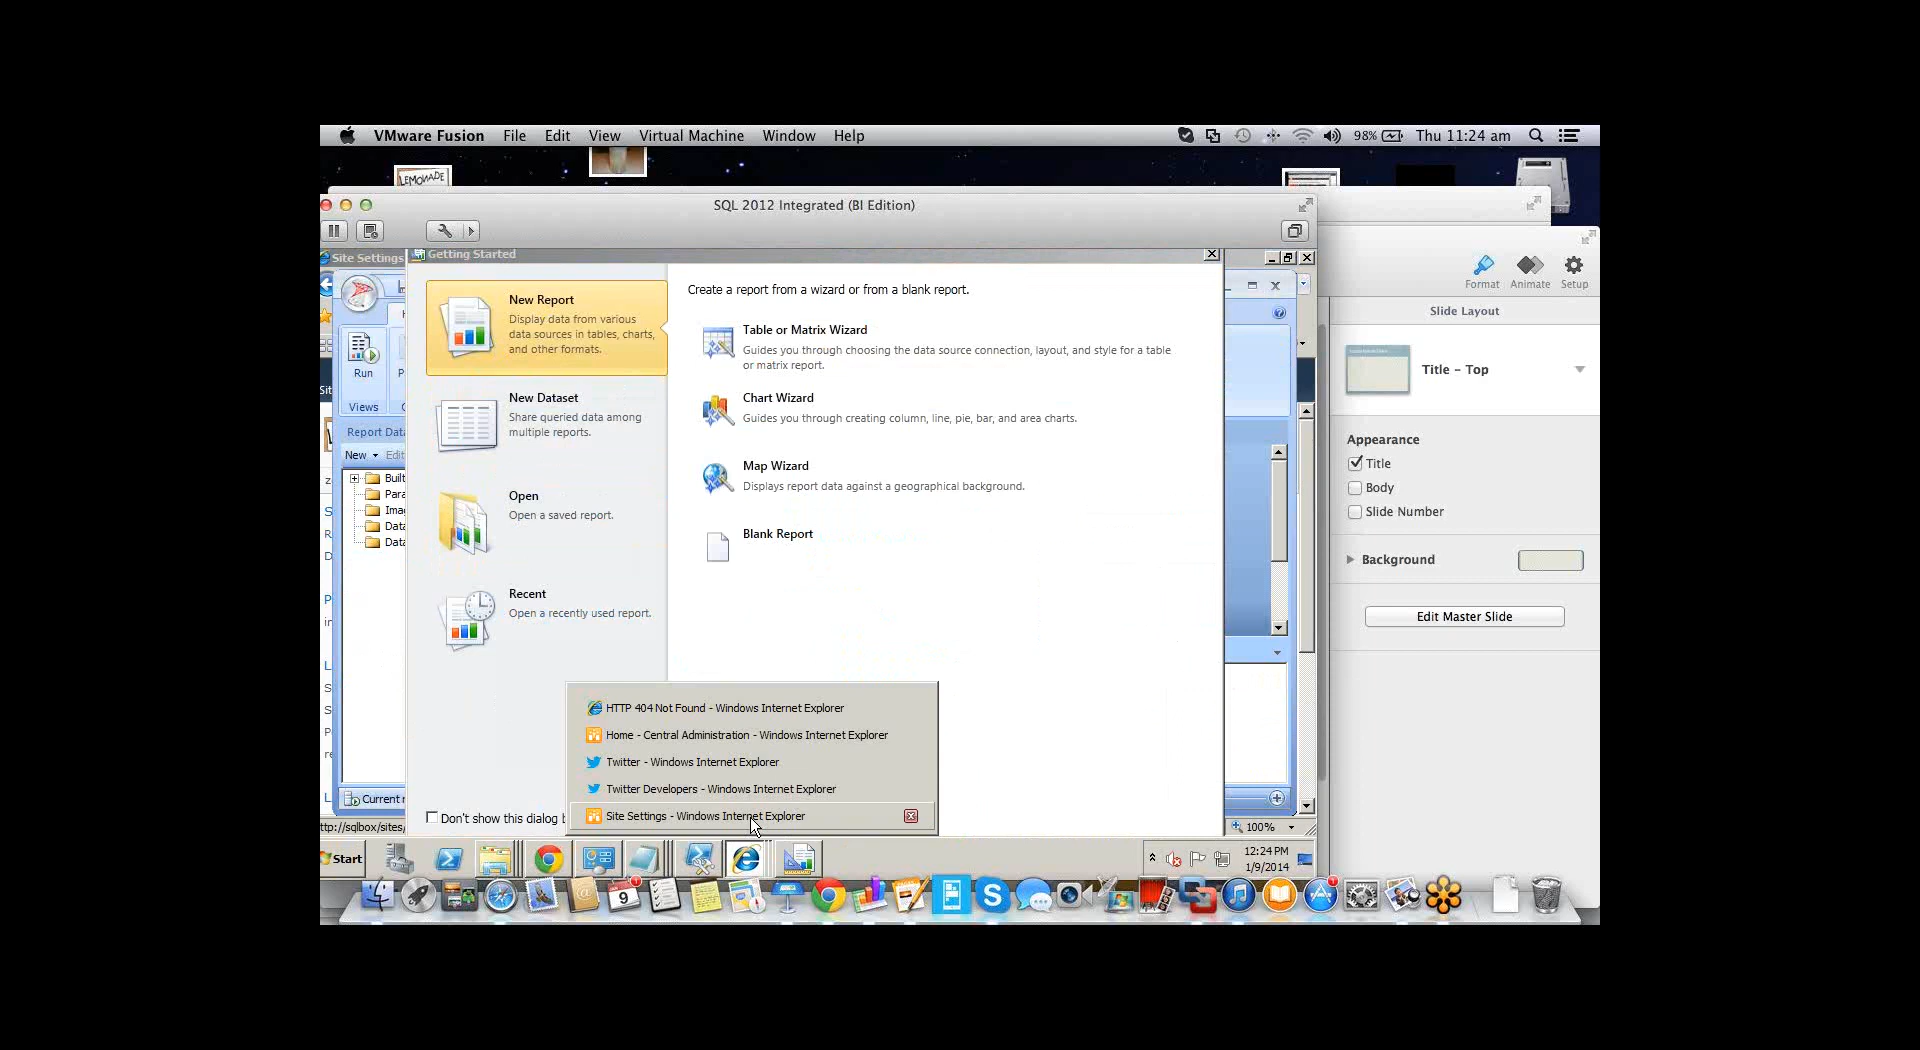 VMware Fusion File Edit View Virtual Machine Window Help
98% Thu 11:24 am
LEMONADE
SQL 2012 Integrated (BI Edition)
Site Settings
Getting Started
New Report
Display data from various
data sources in tables, charts,
and other formats.
New Dataset
Share queried data among
multiple reports.
Open
Open a saved report.
Recent
Open a recently used report.
Create a report from a wizard or from a blank report.
Table or Matrix Wizard
Guides you through choosing the data source connection, layout, and style for a table
or matrix report.
Chart Wizard
Guides you through creating column, line, pie, bar, and area charts.
Map Wizard
Displays report data against a geographical background.
Blank Report
Run
Views
Report Data
New Edit
Built
Para
Imag
Data
Data
Current r
Don't show this dialog b
HTTP 404 Not Found - Windows Internet Explorer
Home - Central Administration - Windows Internet Explorer
Twitter - Windows Internet Explorer
Twitter Developers - Windows Internet Explorer
Site Settings - Windows Internet Explorer
ttp://sqlbox/sites/
100%
Start
12:24 PM
1/9/2014
Format Animate Setup
Slide Layout
Title - Top
Appearance
Title
Body
Slide Number
Background
Edit Master Slide
9